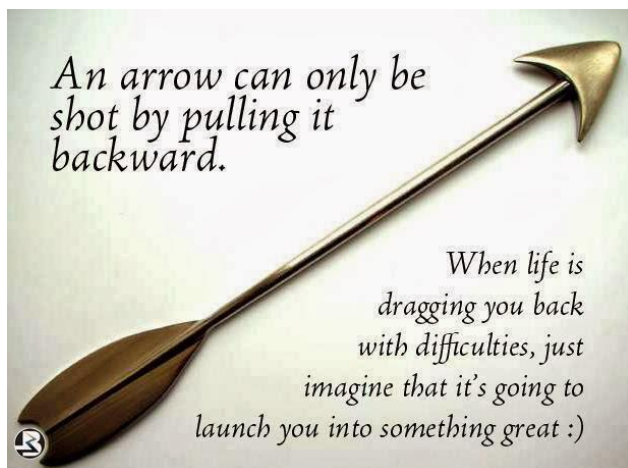 An arrow can only be
shot by pulling it
backward.
When life is
dragging you back
with difficulties, just
imagine that it's going to
launch you into something great :)